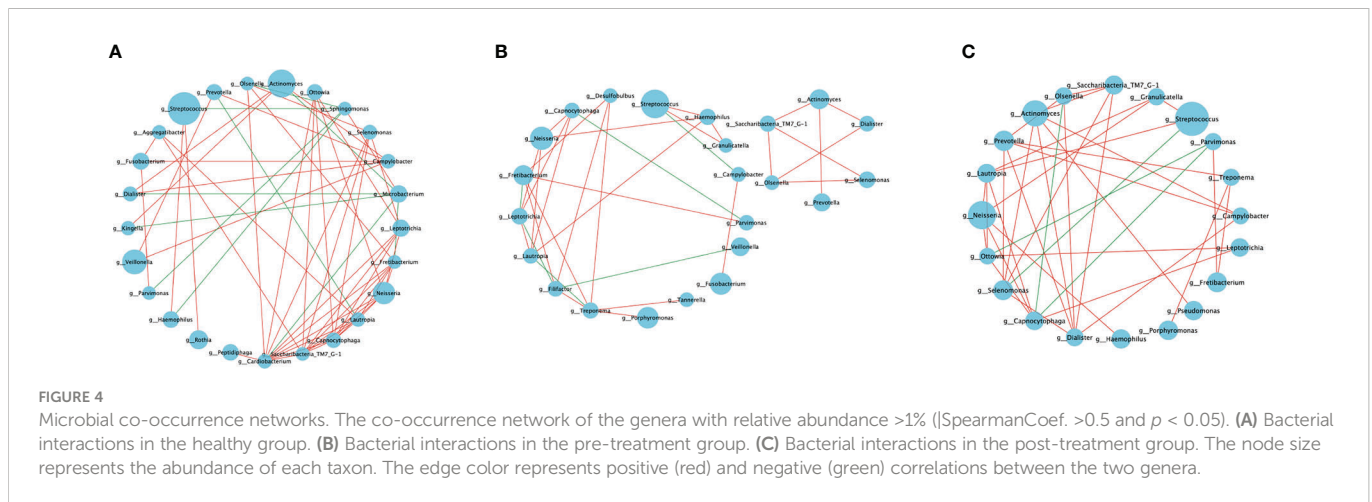 A
g__Olsenella
g__Actinomyces
g__Ottowia
g__Prevotella
g__Sphingomonas
g__Streptococcus
g__Selenomonas
g__Aggregatibacter
g__Campylobacter
g__Fusobacterium
g__Microbacterium
g__Dialister
g__Leptotrichia
g__Kingella
g__Fretibacterium
g__Veillonella
g__Neisseria
g__Parvimonas
g__Lautropia
g__Haemophilus
g__Capnocytophaga
g__Rothia
g__Saccharibacteria_TM7_G-1
g__Peptidiphaga
g__Cardiobacterium
B
g__Desulfobulbus
g__Streptococcus
g__Capnocytophaga
g__Haemophilus
g__Neisseria
g__Granulicatella
g__Fretibacterium
g__Campylobacter
g__Leptotrichia
g__Parvimonas
g__Veillonella
g__Lautropia
g__Fusobacterium
g__Filifactor
g__Tannerella
g__Treponema
g__Porphyromonas
g__Actinomyces
g__Saccharibacteria_TM7_G-1
g__Dialister
g__Olsenella
g__Selenomonas
g__Prevotella
C
g__Saccharibacteria_TM7_G-1
g__Olsenella
g__Granulicatella
g__Actinomyces
g__Streptococcus
g__Prevotella
g__Parvimonas
g__Lautropia
g__Treponema
g__Neisseria
g__Campylobacter
g__Ottowia
g__Leptotrichia
g__Selenomonas
g__Fretibacterium
g__Capnocytophaga
g__Pseudomonas
g__Dialister
g__Haemophilus
g__Porphyromonas
FIGURE 4
Microbial co-occurrence networks. The co-occurrence network of the genera with relative abundance >1% (|SpearmanCoef. >0.5 and p < 0.05). (A) Bacterial
interactions in the healthy group. (B) Bacterial interactions in the pre-treatment group. (C) Bacterial interactions in the post-treatment group. The node size
represents the abundance of each taxon. The edge color represents positive (red) and negative (green) correlations between the two genera.